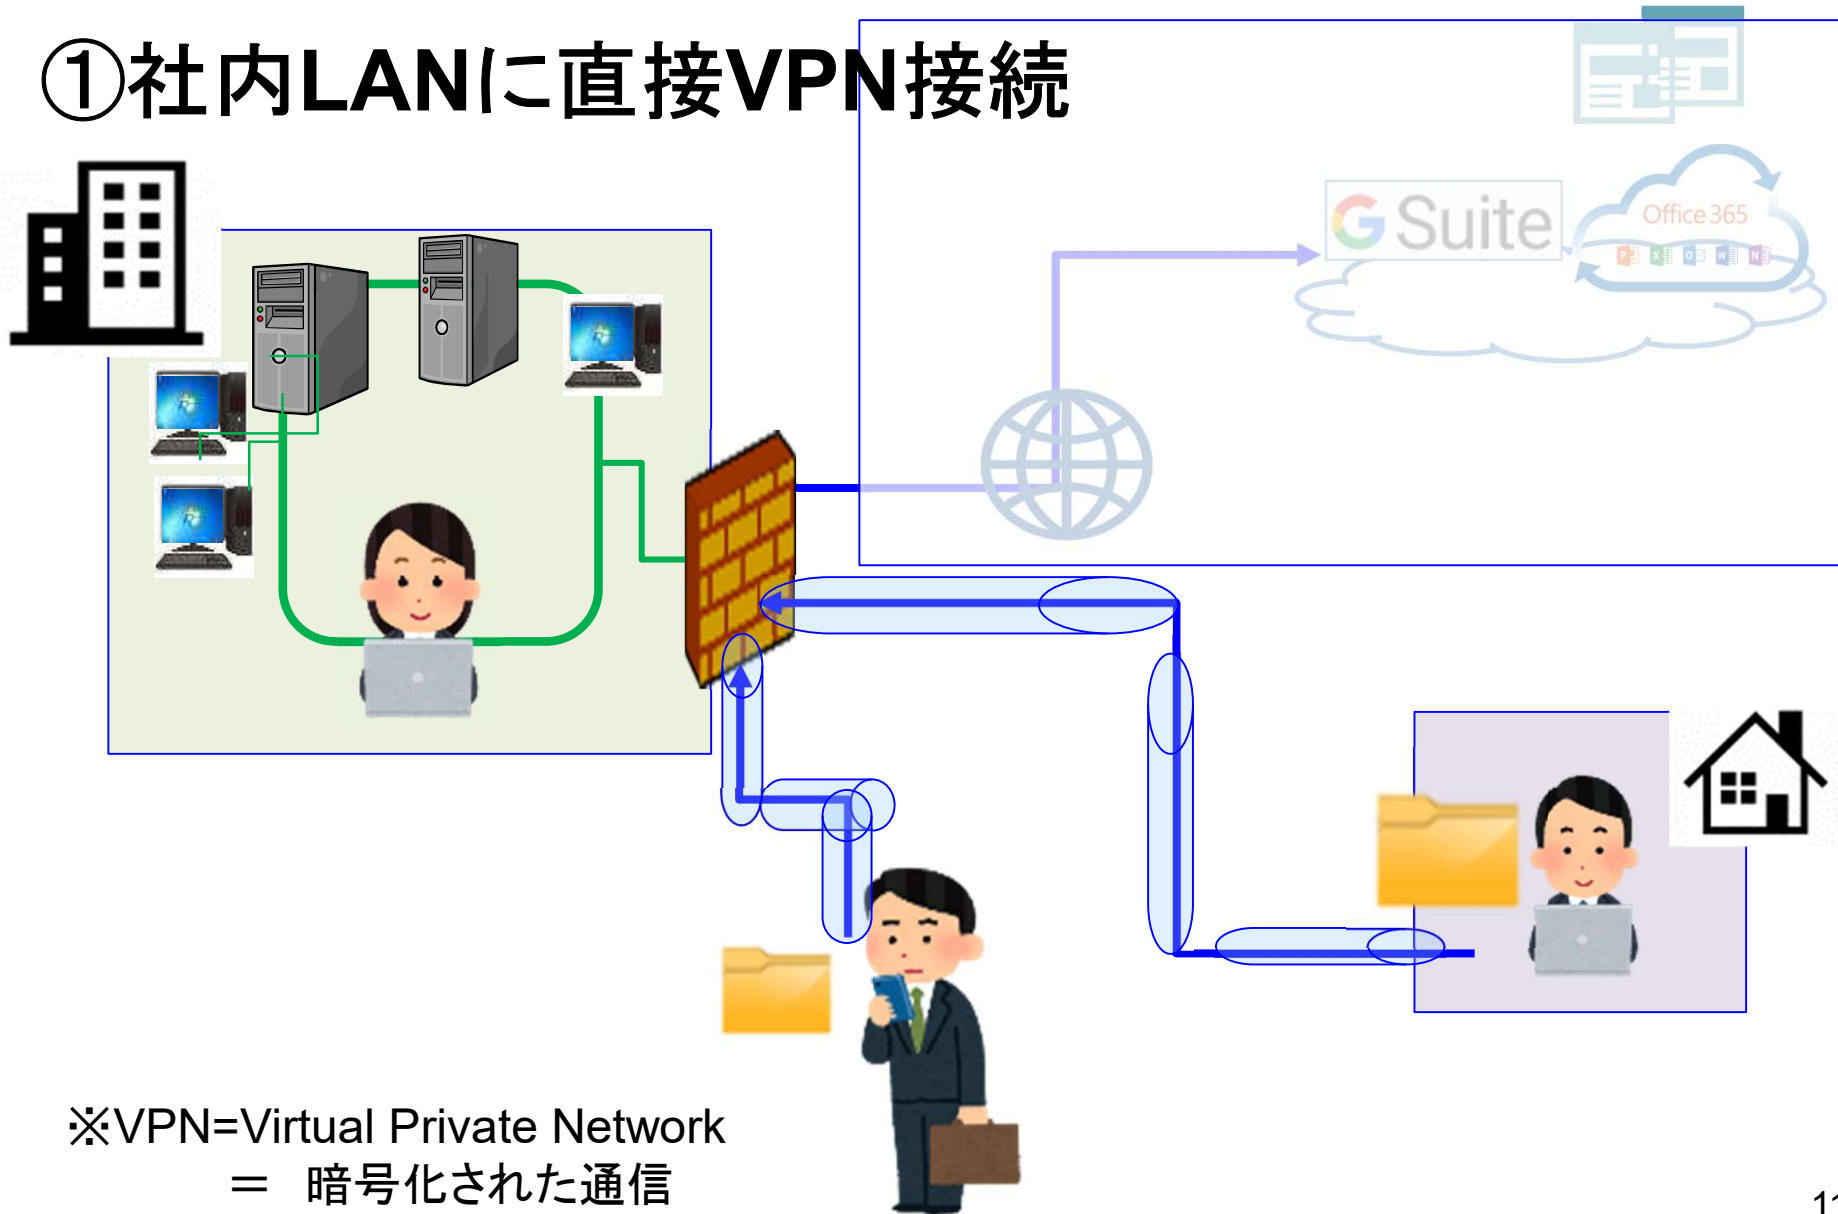 ①社内LANに直接VPN接続
G Suite
Office 365
P X O W N
※VPN=Virtual Private Network
＝ 暗号化された通信
11